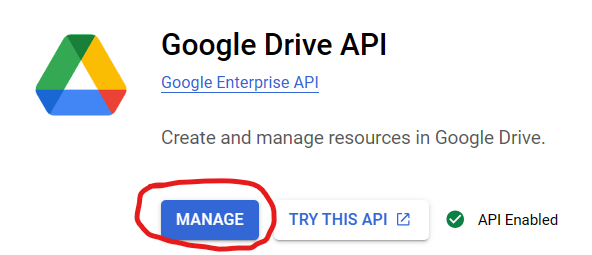 Google Drive API
Google Enterprise API
Create and manage resources in Google Drive.
MANAGE TRY THIS API API Enabled